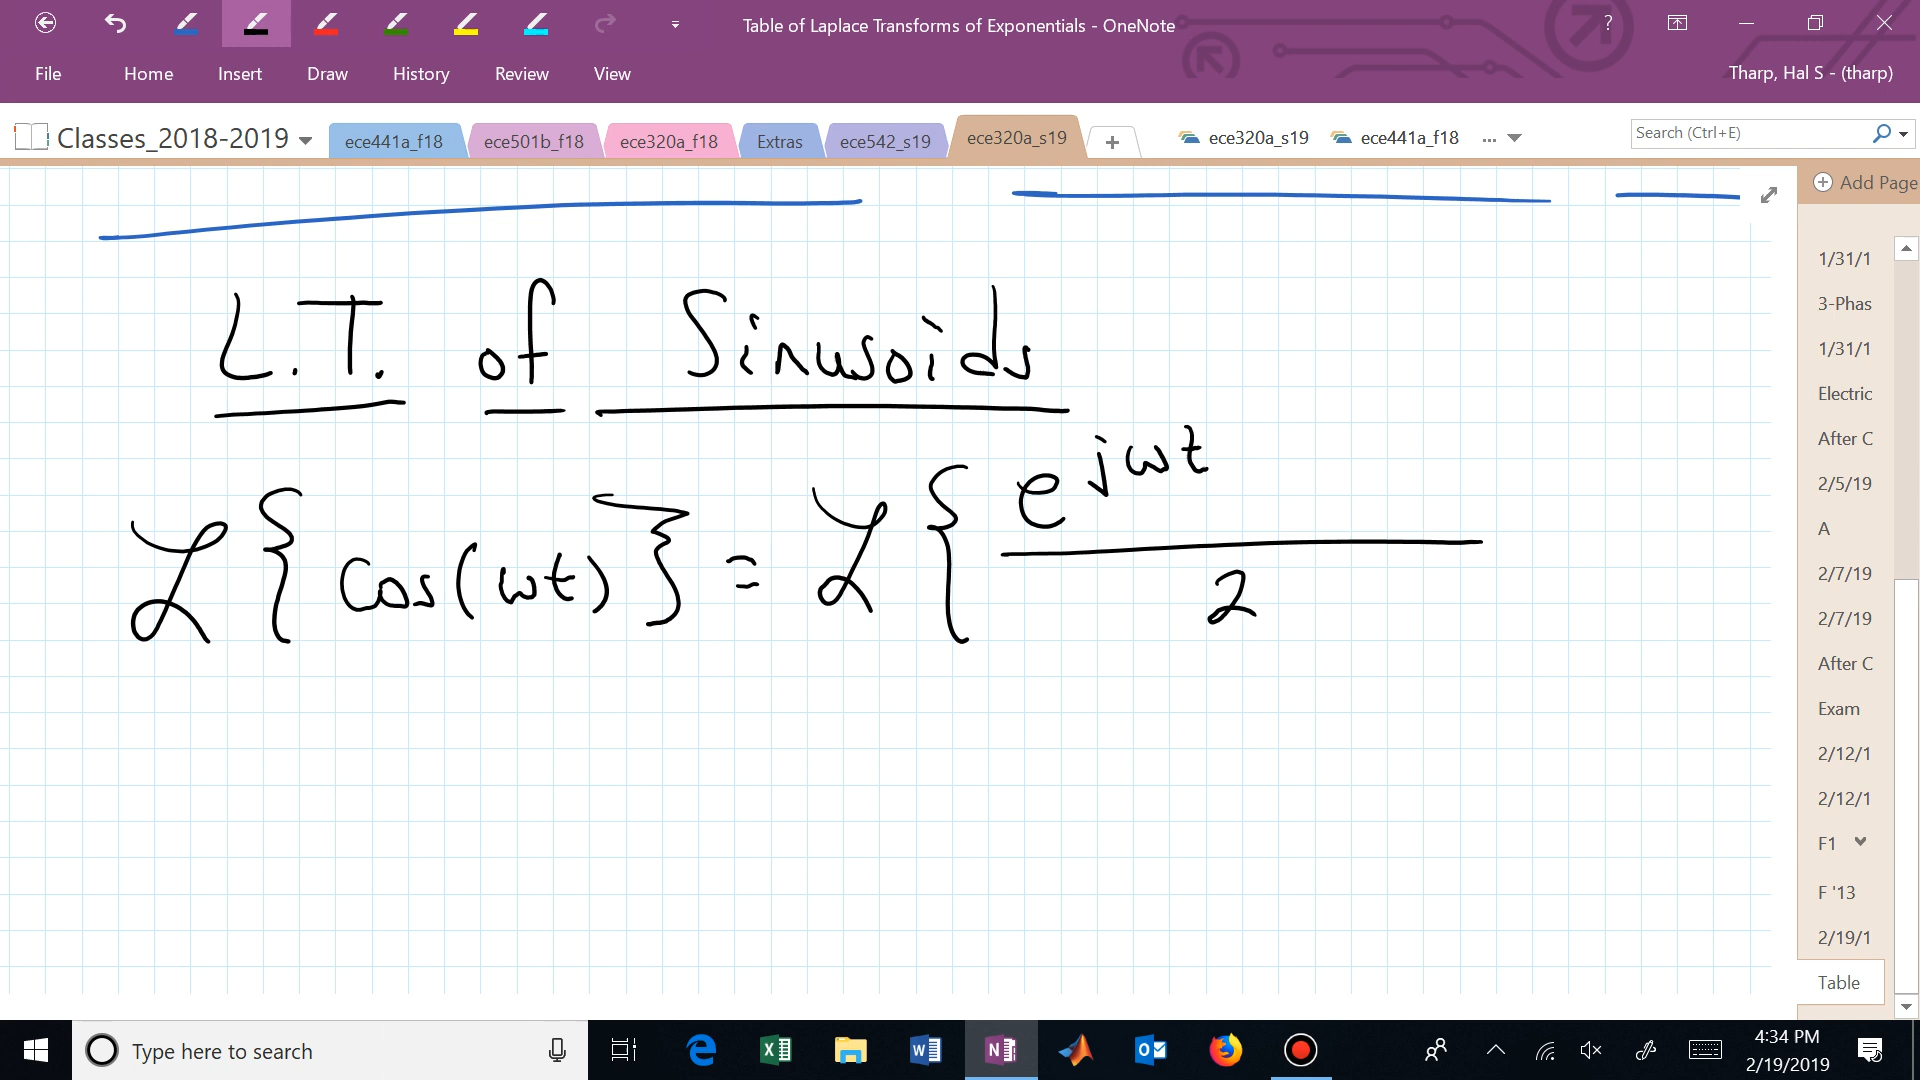 Table of Laplace Transforms of Exponentials - OneNote
?
File Home Insert Draw History Review View
Tharp, Hal S - (tharp)
Classes_2018-2019 ece441a_f18 ece501b_f18 ece320a_f18 Extras ece542_s19 ece320a_s19 + ece320a_s19 ece441a_f18 ...
Search (Ctrl+E)
Add Page
1/31/1
3-Phas
1/31/1
Electric
After C
2/5/19
A
2/7/19
2/7/19
After C
Exam
2/12/1
2/12/1
F1
F '13
2/19/1
Table
L.T. of Sinusoids
ℒ{cos(ωt)} = ℒ{ e^jωt / 2
Type here to search
4:34 PM
2/19/2019